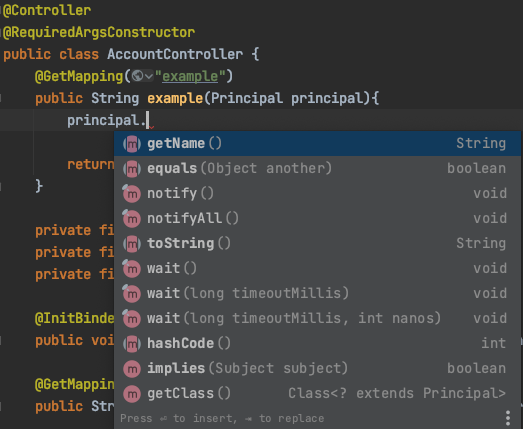 @Controller
@RequiredArgsConstructor
public class AccountController {
@GetMapping("example")
public String example(Principal principal){
principal.
getName() String
return
equals(Object another) boolean
}
notify() void
notifyAll() void
private fi
toString() String
private fi
wait() void
private fi
wait(long timeoutMillis) void
@InitBinde
wait(long timeoutMillis, int nanos) void
public voi
hashCode() int
implies(Subject subject) boolean
@GetMappin
getClass() Class<? extends Principal>
public Str
Press ⏎ to insert, ⇥ to replace